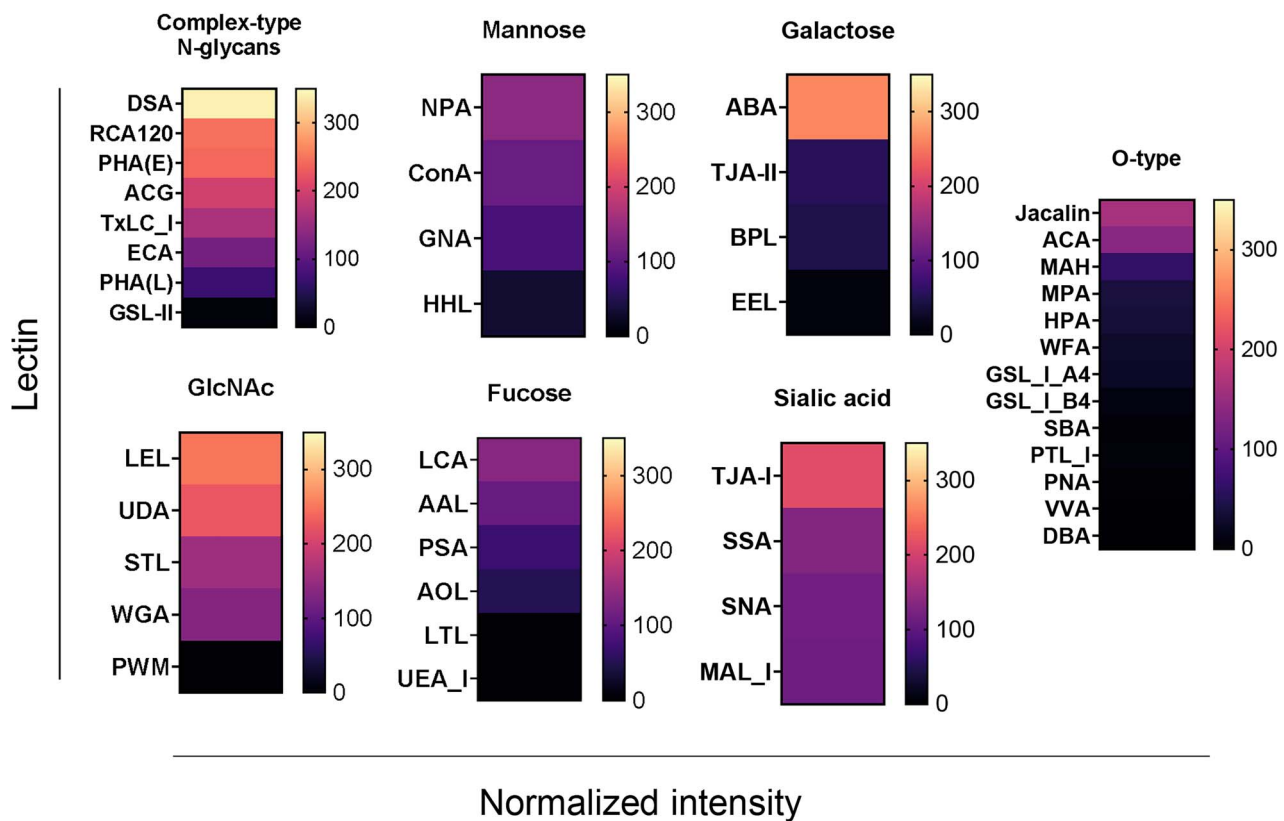 Complex-type
N-glycans
DSA
RCA120
PHA(E)
ACG
TxLC_I
ECA
PHA(L)
GSL-II
300
200
100
0
Mannose
NPA
ConA
GNA
HHL
300
200
100
0
Galactose
ABA
TJA-II
BPL
EEL
300
200
100
0
O-type
Jacalin
ACA
MAH
MPA
HPA
WFA
GSL_I_A4
GSL_I_B4
SBA
PTL_I
PNA
VVA
DBA
300
200
100
0
Lectin
GlcNAc
LEL
UDA
STL
WGA
PWM
300
200
100
0
Fucose
LCA
AAL
PSA
AOL
LTL
UEA_I
300
200
100
0
Sialic acid
TJA-I
SSA
SNA
MAL_I
300
200
100
0
Normalized intensity